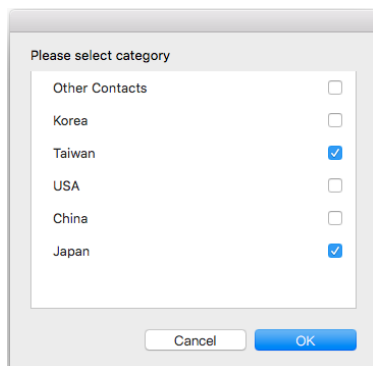 Please select category
Other Contacts
Korea
Taiwan
USA
China
Japan
Cancel OK